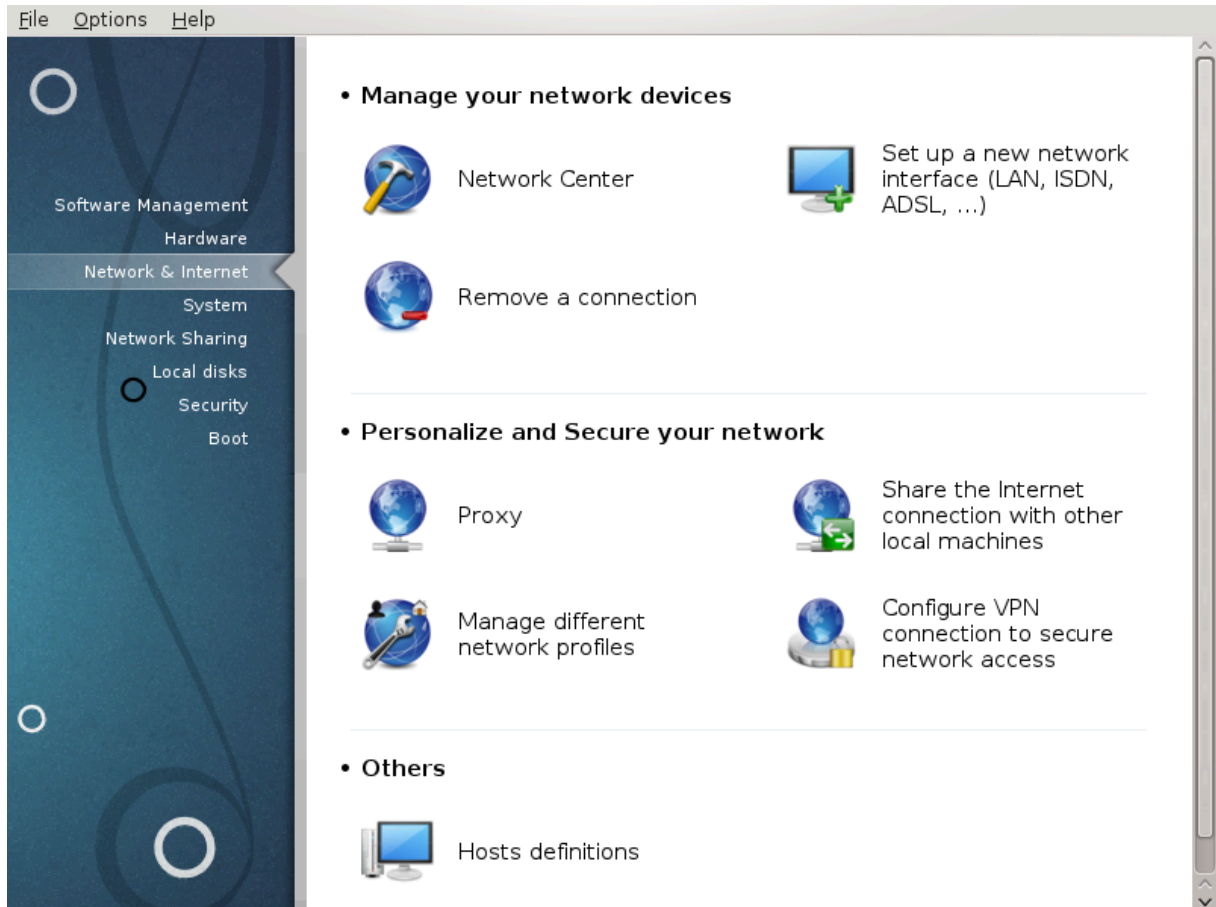 File Options Help
Software Management
Hardware
Network & Internet
System
Network Sharing
Local disks
Security
Boot
• Manage your network devices
Network Center
Set up a new network
interface (LAN, ISDN,
ADSL, ...)
Remove a connection
• Personalize and Secure your network
Proxy
Share the Internet
connection with other
local machines
Manage different
network profiles
Configure VPN
connection to secure
network access
• Others
Hosts definitions